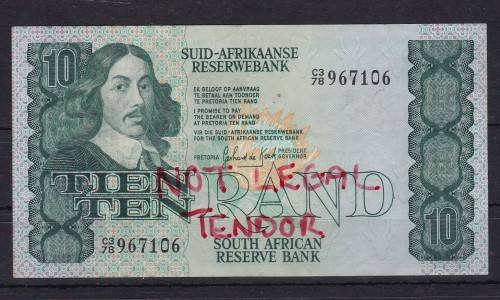 10
SUID-AFRIKAANSE
RESERWEBANK
C3/78 967106
EK BELOOF OP AANVRAAG
TE BETAAL AAN TOONDER
TE PRETORIA TIEN RAND
I PROMISE TO PAY
THE BEARER ON DEMAND
AT PRETORIA TEN RAND
VIR DIE SUID-AFRIKAANSE RESERWEBANK
FOR THE SOUTH AFRICAN RESERVE BANK
PRETORIA
PRESIDENT
GOVERNOR
TIEN
TEN RAND
NOT LEGAL
TENDOR
C3/78 967106
SOUTH AFRICAN
RESERVE BANK
10